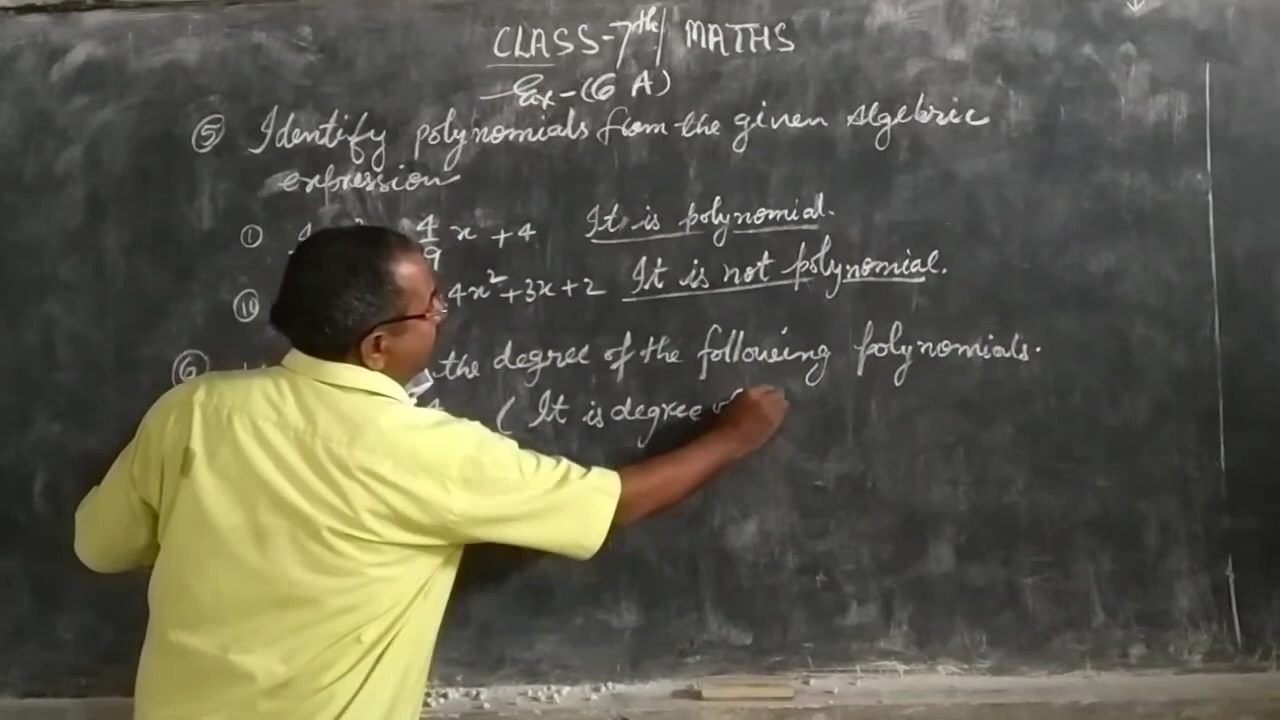 CLASS-7th/ MATHS
Ex-(6 A)
5 Identify polynomials from the given algebric
expression
① 4/9 x + 4 It is polynomial.
4x²+3x+2 It is not polynomial.
6 the degree of the following polynomials.
( It is degree